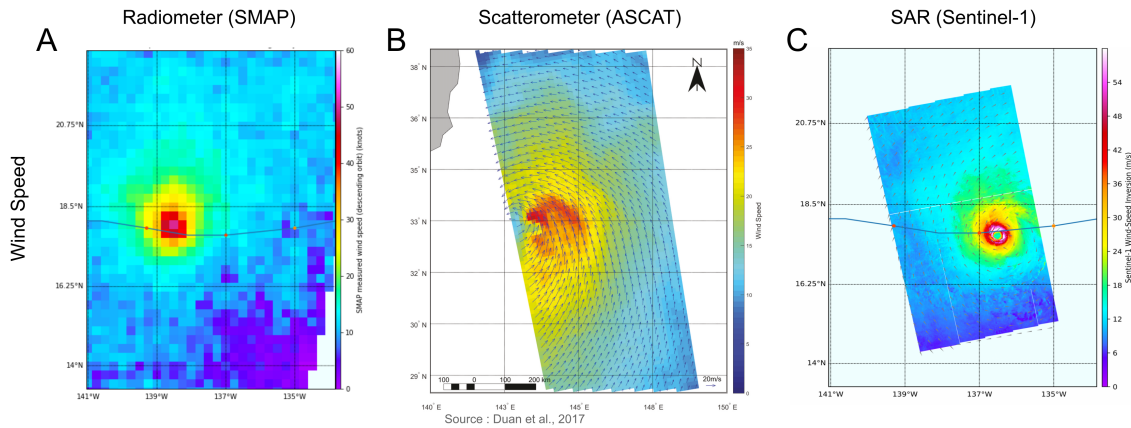 Radiometer (SMAP)
Scatterometer (ASCAT)
SAR (Sentinel-1)
Wind Speed
A
20.75°N
18.5°N
16.25°N
14°N
141°W
139°W
137°W
135°W
60
50
40
30
20
10
0
SMAP measured wind speed (descending orbit) (knots)
B
m/s
N
38° N
36° N
35° N
33° N
32° N
30° N
29° N
140° E
143° E
145° E
148° E
150° E
100
0
100
200 km
20m/s
35
30
25
20
15
10
5
0
Wind Speed
Source : Duan et al., 2017
C
20.75°N
18.5°N
16.25°N
14°N
141°W
139°W
137°W
135°W
54
48
42
36
30
24
18
12
6
0
Sentinel-1 Wind-Speed Inversion (m/s)